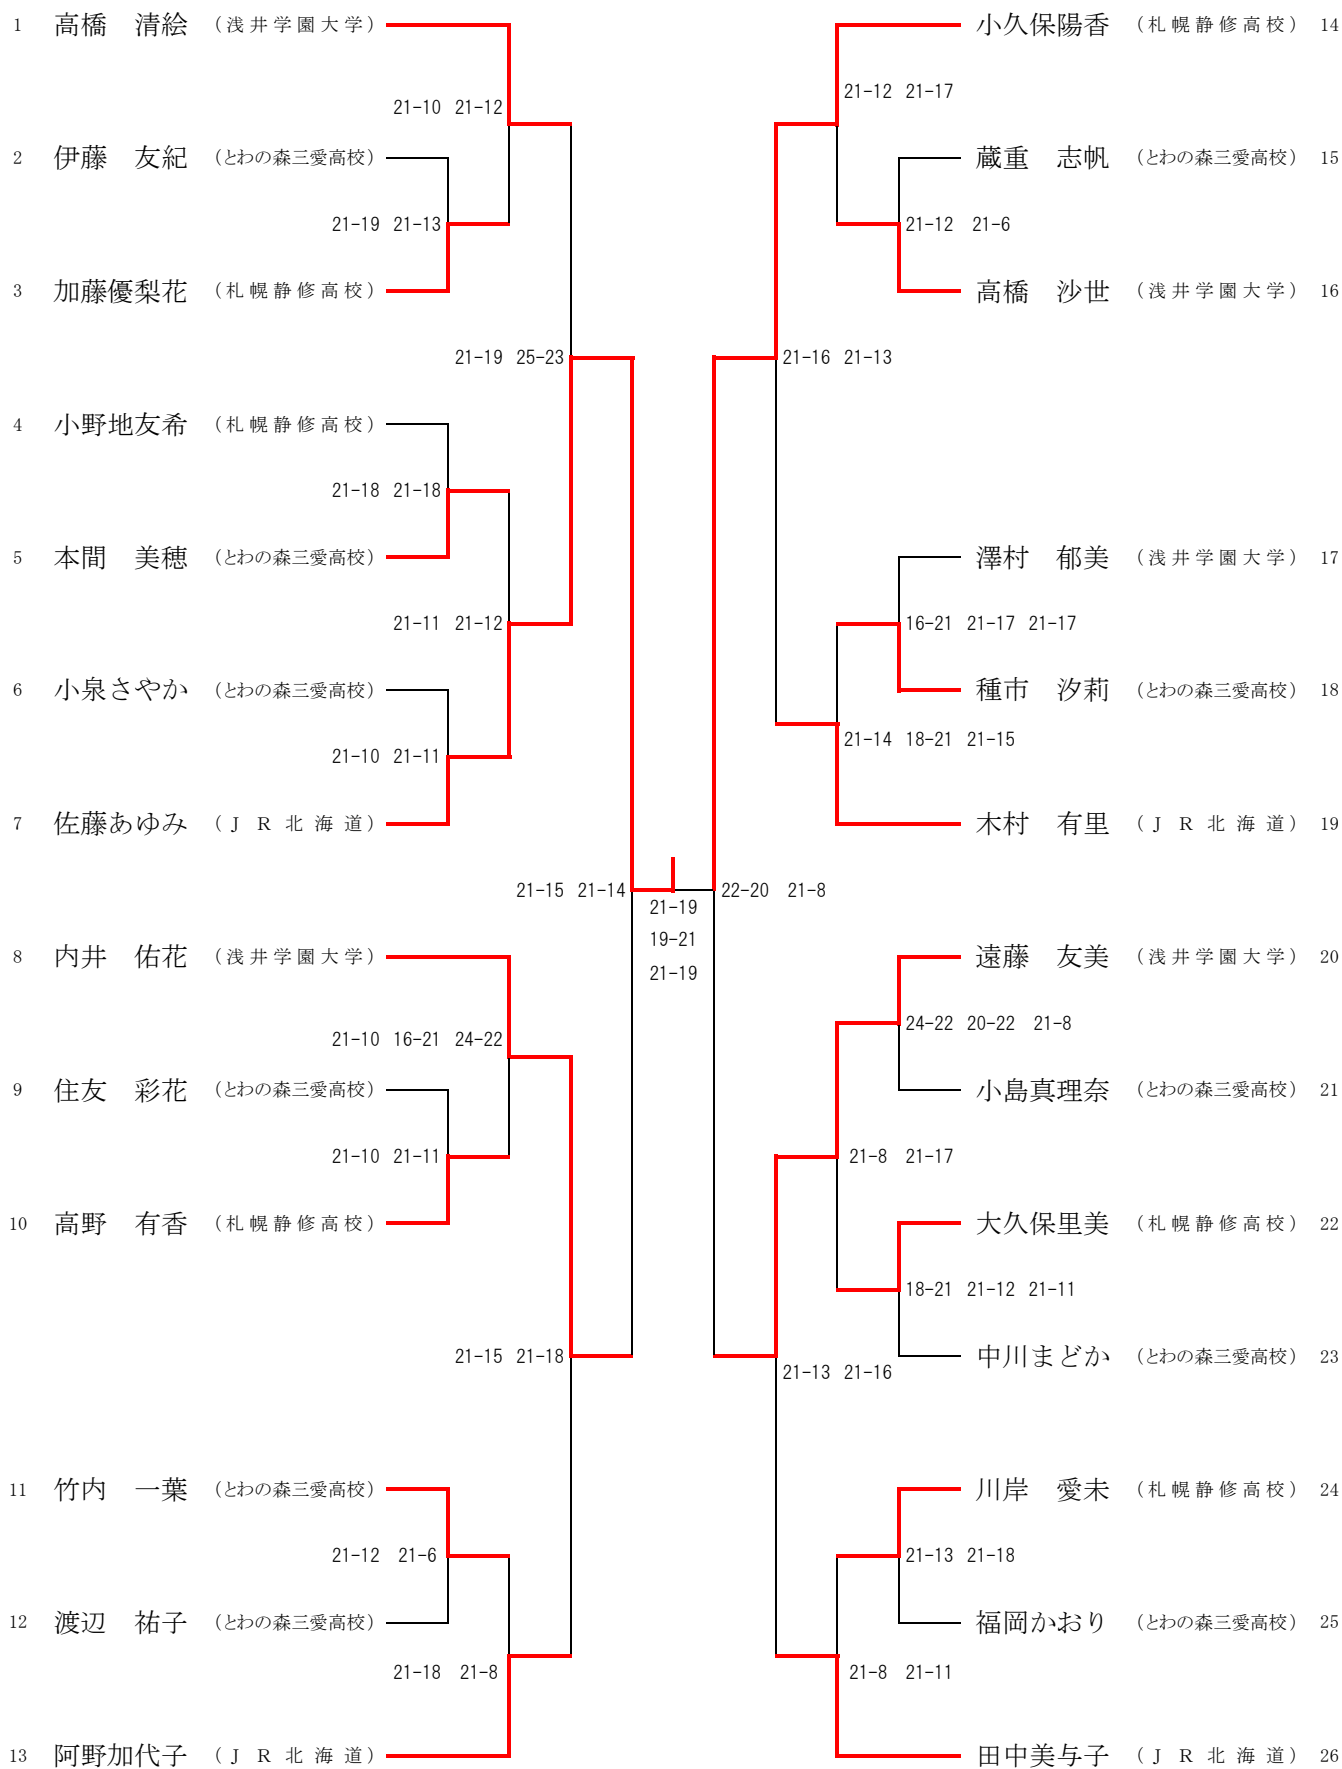 1 高橋　清絵 （浅井学園大学）
21-10 21-12
2 伊藤　友紀 （とわの森三愛高校）
21-19 21-13
3 加藤優梨花 （札幌静修高校）
21-19 25-23
4 小野地友希 （札幌静修高校）
21-18 21-18
5 本間　美穂 （とわの森三愛高校）
21-11 21-12
6 小泉さやか （とわの森三愛高校）
21-10 21-11
7 佐藤あゆみ （ＪＲ北海道）
21-15 21-14
8 内井　佑花 （浅井学園大学）
21-10 16-21 24-22
9 住友　彩花 （とわの森三愛高校）
21-10 21-11
10 高野　有香 （札幌静修高校）
21-15 21-18
11 竹内　一葉 （とわの森三愛高校）
21-12 21-6
12 渡辺　祐子 （とわの森三愛高校）
21-18 21-8
13 阿野加代子 （ＪＲ北海道）
21-19
19-21
21-19
小久保陽香 （札幌静修高校） 14
21-12 21-17
蔵重　志帆 （とわの森三愛高校） 15
21-12 21-6
高橋　沙世 （浅井学園大学） 16
21-16 21-13
澤村　郁美 （浅井学園大学） 17
16-21 21-17 21-17
種市　汐莉 （とわの森三愛高校） 18
21-14 18-21 21-15
木村　有里 （ＪＲ北海道） 19
22-20 21-8
遠藤　友美 （浅井学園大学） 20
24-22 20-22 21-8
小島真理奈 （とわの森三愛高校） 21
21-8 21-17
大久保里美 （札幌静修高校） 22
18-21 21-12 21-11
中川まどか （とわの森三愛高校） 23
21-13 21-16
川岸　愛未 （札幌静修高校） 24
21-13 21-18
福岡かおり （とわの森三愛高校） 25
21-8 21-11
田中美与子 （ＪＲ北海道） 26